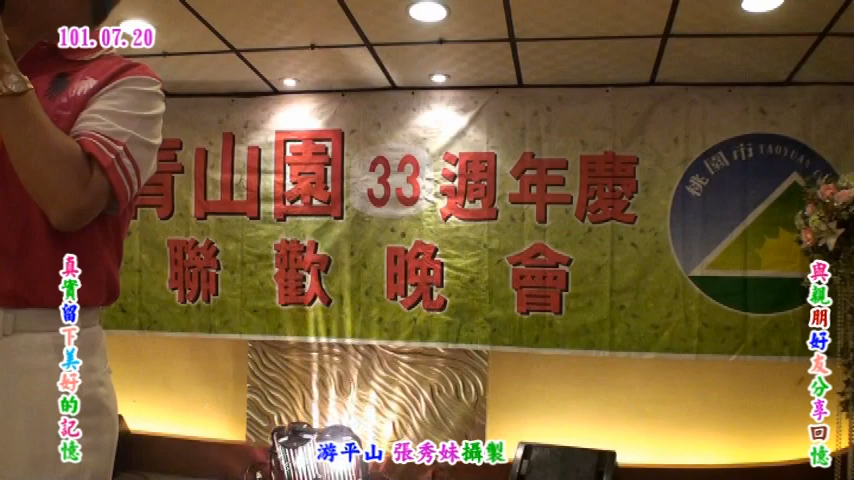 101.07.20
青山園 33 週年慶
聯歡晚會
桃園市 TAOYUAN
真實留下美好的記憶
與親朋好友分享回憶
游平山 張秀妹攝製